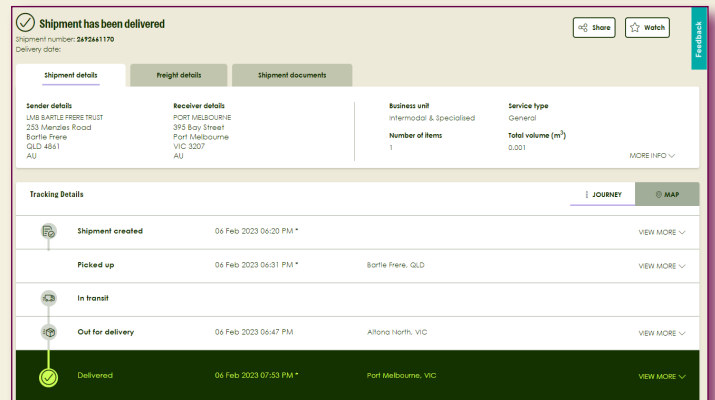 Shipment has been delivered
Share
Watch
Feedback
Shipment number: 2692661170
Delivery date:
Shipment details
Freight details
Shipment documents
Sender details
LMB BARTLE FRERE TRUST
253 Menzies Road
Bartle Frere
QLD 4861
AU
Receiver details
PORT MELBOURNE
395 Bay Street
Port Melbourne
VIC 3207
AU
Business unit
Intermodal & Specialised
Number of items
1
Service type
General
Total volume (m³)
0.001
MORE INFO
Tracking Details
JOURNEY
MAP
Shipment created 06 Feb 2023 06:20 PM * VIEW MORE
Picked up 06 Feb 2023 06:31 PM * Bartle Frere, QLD VIEW MORE
In transit
Out for delivery 06 Feb 2023 06:47 PM Altona North, VIC VIEW MORE
Delivered 06 Feb 2023 07:53 PM * Port Melbourne, VIC VIEW MORE